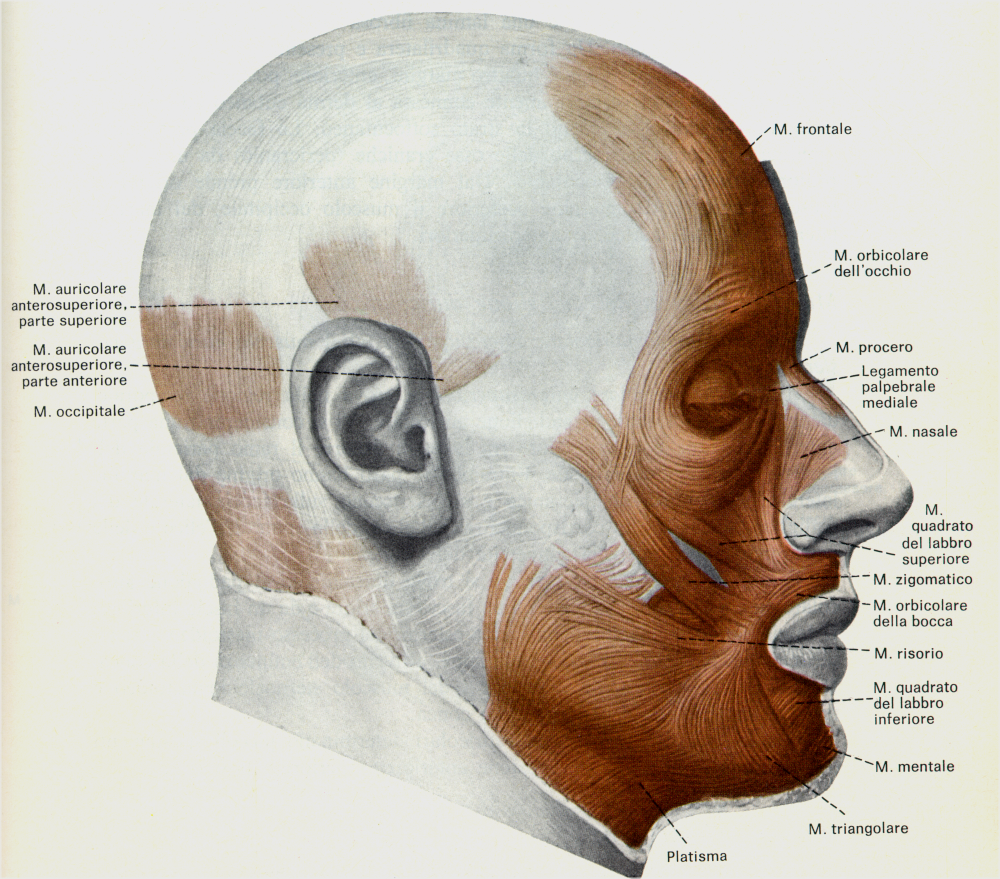 M. frontale
M. orbicolare
dell'occhio
M. auricolare
anterosuperiore,
parte superiore
M. auricolare
anterosuperiore,
parte anteriore
M. occipitale
M. procero
Legamento
palpebrale
mediale
M. nasale
M.
quadrato
del labbro
superiore
M. zigomatico
M. orbicolare
della bocca
M. risorio
M. quadrato
del labbro
inferiore
M. mentale
M. triangolare
Platisma